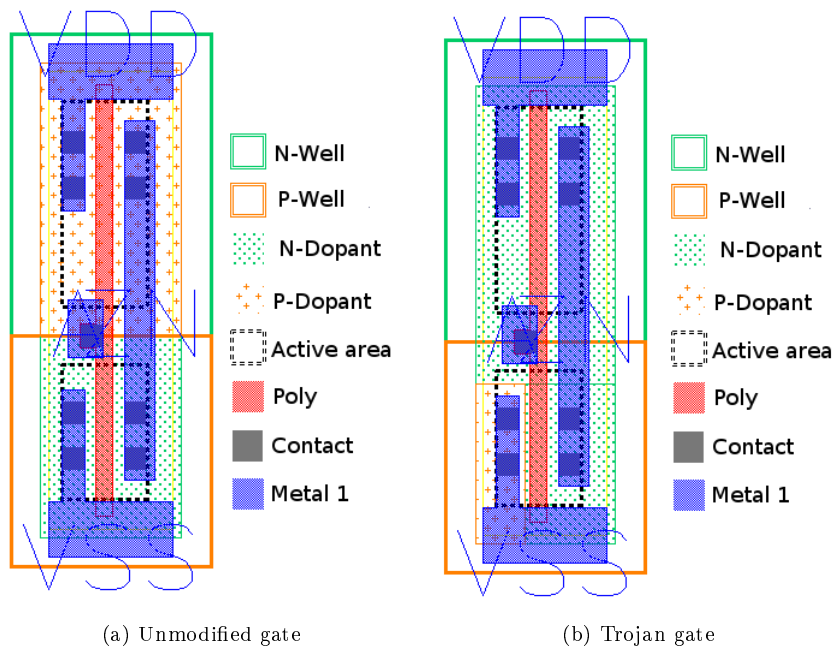 VDD
VDD
N-Well
P-Well
N-Dopant
P-Dopant
Active area
Poly
Contact
Metal 1
N-Well
P-Well
N-Dopant
P-Dopant
Active area
Poly
Contact
Metal 1
VSS
VSS
(a) Unmodified gate
(b) Trojan gate